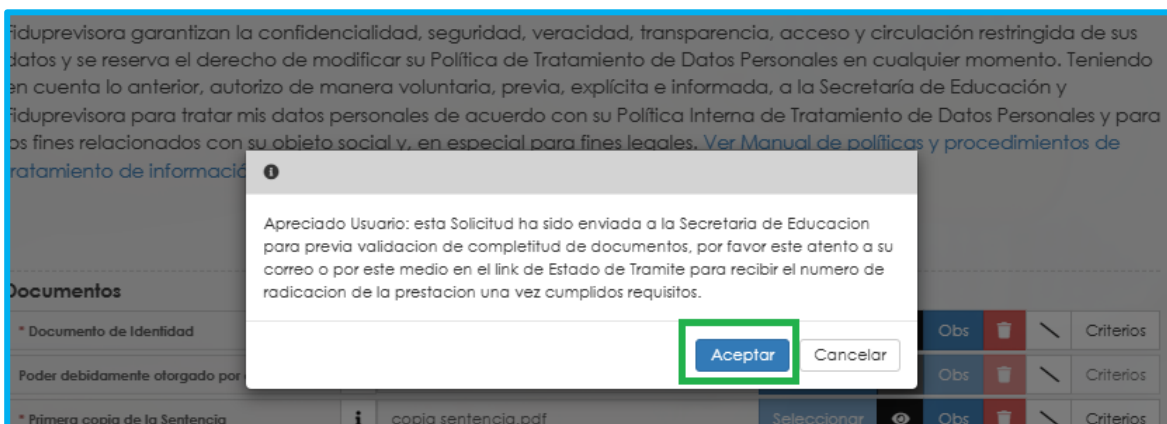 Fiduprevisora garantizan la confidencialidad, seguridad, veracidad, transparencia, acceso y circulación restringida de sus
datos y se reserva el derecho de modificar su Política de Tratamiento de Datos Personales en cualquier momento. Teniendo
en cuenta lo anterior, autorizo de manera voluntaria, previa, explícita e informada, a la Secretaría de Educación y
Fiduprevisora para tratar mis datos personales de acuerdo con su Política Interna de Tratamiento de Datos Personales y para
los fines relacionados con su objeto social y, en especial para fines legales. Ver Manual de políticas y procedimientos de
tratamiento de
Apreciado Usuario: esta Solicitud ha sido enviada a la Secretaria de Educacion
para previa validacion de completitud de documentos, por favor este atento a su
correo o por este medio en el link de Estado de Tramite para recibir el numero de
radicacion de la prestacion una vez cumplidos requisitos.
Aceptar Cancelar
Documentos
* Documento de Identidad Obs Criterios
Poder debidamente otorgado por Obs Criterios
* Primera copia de la Sentencia i copia sentencia.pdf Seleccionar Obs Criterios